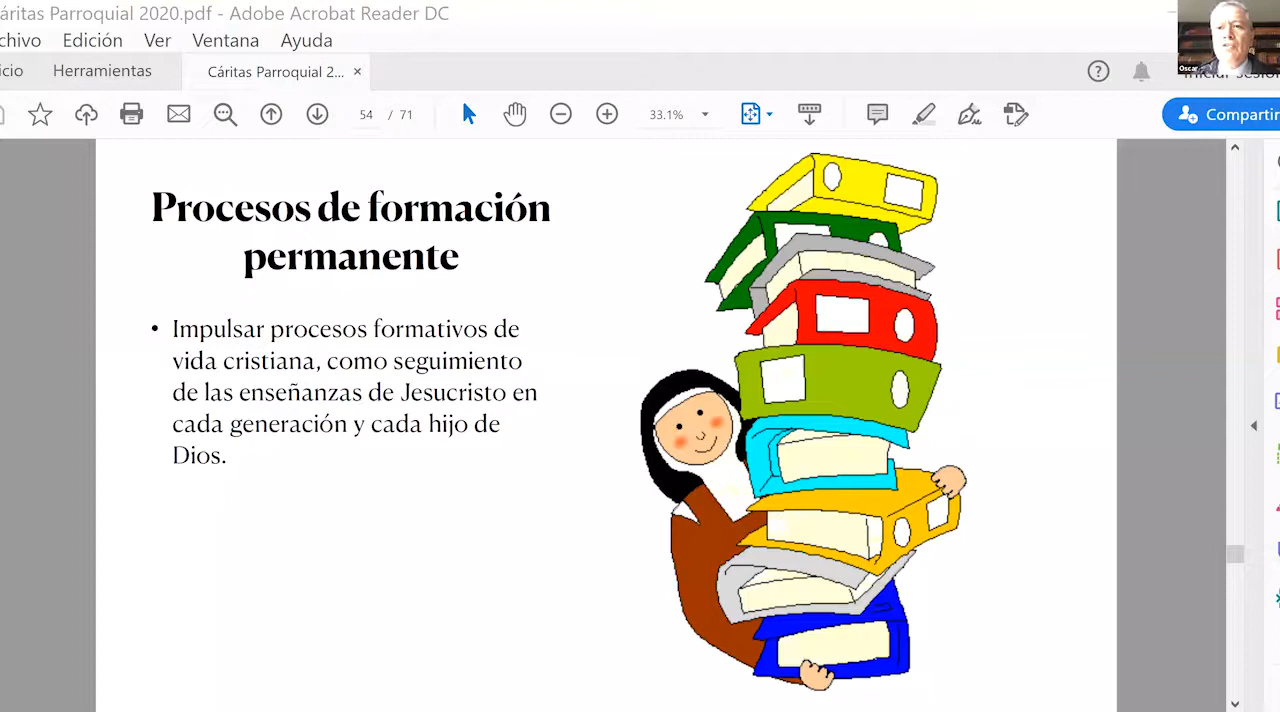 áritas Parroquial 2020.pdf - Adobe Acrobat Reader DC
chivo Edición Ver Ventana Ayuda
icio Herramientas Cáritas Parroquial 2... ×
54 / 71 33.1% Compartir
Oscar
Procesos de formación
permanente
• Impulsar procesos formativos de
vida cristiana, como seguimiento
de las enseñanzas de Jesucristo en
cada generación y cada hijo de
Dios.